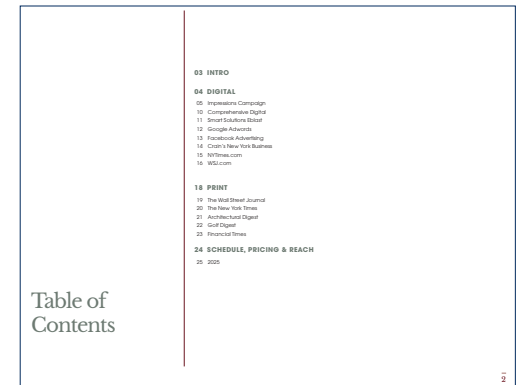 03 INTRO
04 DIGITAL
05 Impressions Campaign
10 Comprehensive Digital
11 Smart Solutions Eblast
12 Google Adwords
13 Facebook Advertising
14 Crain's New York Business
15 NYTimes.com
16 WSJ.com
18 PRINT
19 The Wall Street Journal
20 The New York Times
21 Architectural Digest
22 Golf Digest
23 Financial Times
24 SCHEDULE, PRICING & REACH
25 2025
Table of
Contents
2